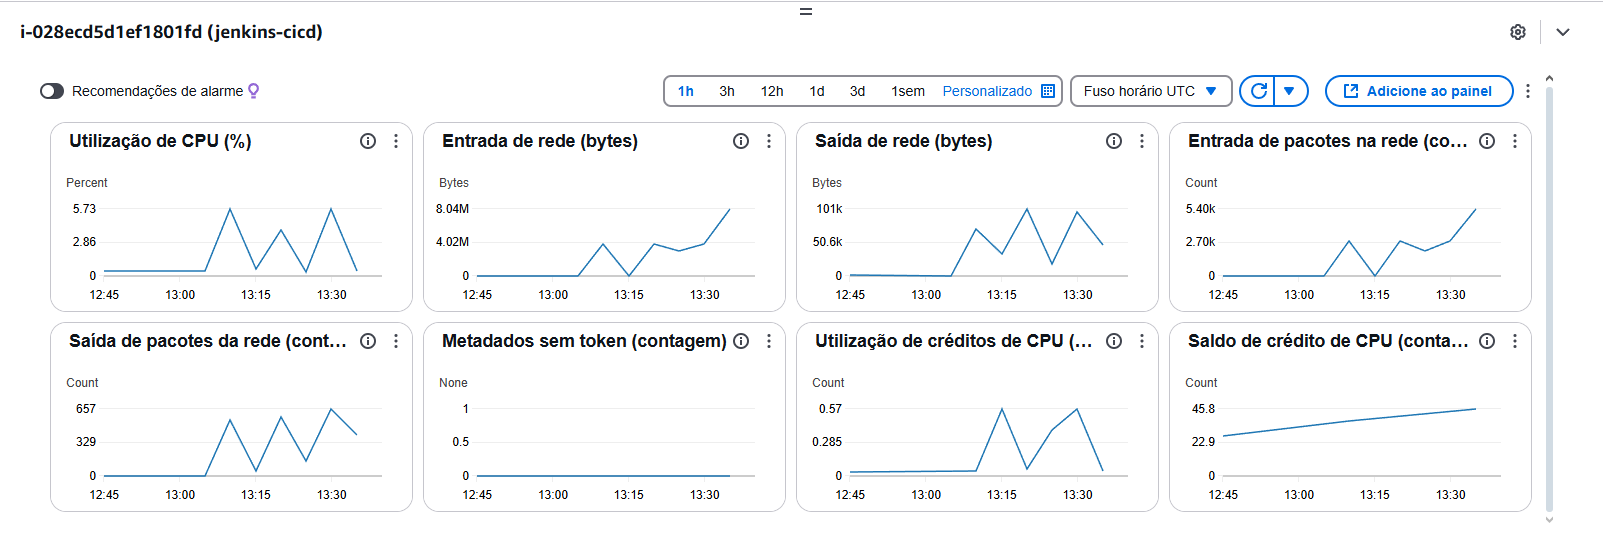 i-028ecd5d1ef1801fd (jenkins-cicd)
Recomendações de alarme
1h 3h 12h 1d 3d 1sem Personalizado
Fuso horário UTC
Adicione ao painel
Utilização de CPU (%)
Percent
5.73
2.86
0
12:45 13:00 13:15 13:30
Entrada de rede (bytes)
Bytes
8.04M
4.02M
0
12:45 13:00 13:15 13:30
Saída de rede (bytes)
Bytes
101k
50.6k
0
12:45 13:00 13:15 13:30
Entrada de pacotes na rede (co...
Count
5.40k
2.70k
0
12:45 13:00 13:15 13:30
Saída de pacotes da rede (cont...
Count
657
329
0
12:45 13:00 13:15 13:30
Metadados sem token (contagem)
None
1
0.5
0
12:45 13:00 13:15 13:30
Utilização de créditos de CPU (...
Count
0.57
0.285
0
12:45 13:00 13:15 13:30
Saldo de crédito de CPU (conta...
Count
45.8
22.9
0
12:45 13:00 13:15 13:30